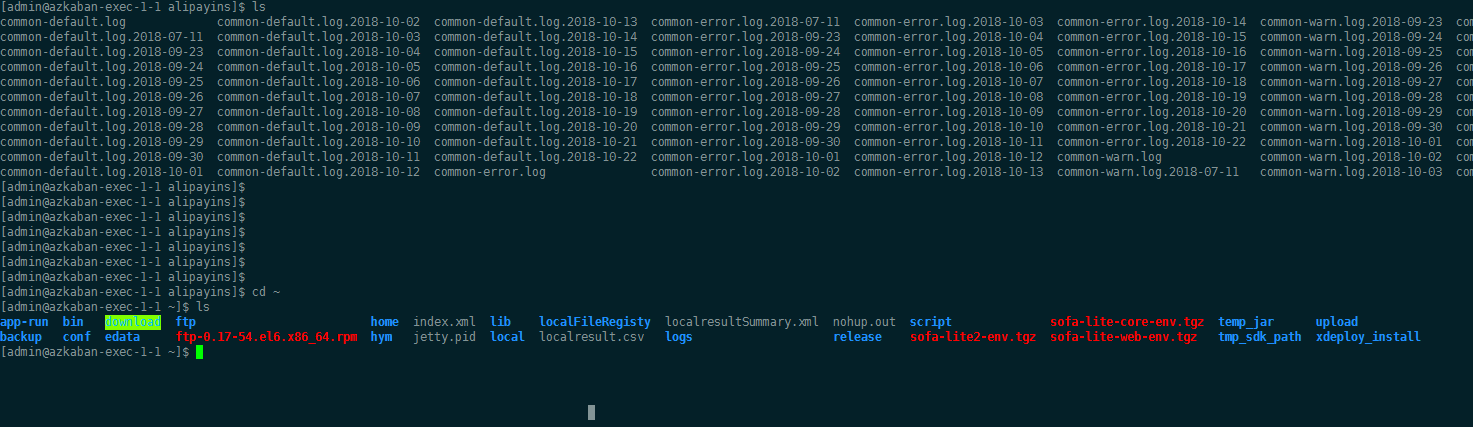 [admin@azkaban-exec-1-1 alipayins]$ ls
common-default.log common-default.log.2018-10-02 common-default.log.2018-10-13 common-error.log.2018-07-11 common-error.log.2018-10-03 common-error.log.2018-10-14 common-warn.log.2018-09-23
common-default.log.2018-07-11 common-default.log.2018-10-03 common-default.log.2018-10-14 common-error.log.2018-09-23 common-error.log.2018-10-04 common-error.log.2018-10-15 common-warn.log.2018-09-24
common-default.log.2018-09-23 common-default.log.2018-10-04 common-default.log.2018-10-15 common-error.log.2018-09-24 common-error.log.2018-10-05 common-error.log.2018-10-16 common-warn.log.2018-09-25
common-default.log.2018-09-24 common-default.log.2018-10-05 common-default.log.2018-10-16 common-error.log.2018-09-25 common-error.log.2018-10-06 common-error.log.2018-10-17 common-warn.log.2018-09-26
common-default.log.2018-09-25 common-default.log.2018-10-06 common-default.log.2018-10-17 common-error.log.2018-09-26 common-error.log.2018-10-07 common-error.log.2018-10-18 common-warn.log.2018-09-27
common-default.log.2018-09-26 common-default.log.2018-10-07 common-default.log.2018-10-18 common-error.log.2018-09-27 common-error.log.2018-10-08 common-error.log.2018-10-19 common-warn.log.2018-09-28
common-default.log.2018-09-27 common-default.log.2018-10-08 common-default.log.2018-10-19 common-error.log.2018-09-28 common-error.log.2018-10-09 common-error.log.2018-10-20 common-warn.log.2018-09-29
common-default.log.2018-09-28 common-default.log.2018-10-09 common-default.log.2018-10-20 common-error.log.2018-09-29 common-error.log.2018-10-10 common-error.log.2018-10-21 common-warn.log.2018-09-30
common-default.log.2018-09-29 common-default.log.2018-10-10 common-default.log.2018-10-21 common-error.log.2018-09-30 common-error.log.2018-10-11 common-error.log.2018-10-22 common-warn.log.2018-10-01
common-default.log.2018-09-30 common-default.log.2018-10-11 common-default.log.2018-10-22 common-error.log.2018-10-01 common-error.log.2018-10-12 common-warn.log common-warn.log.2018-10-02
common-default.log.2018-10-01 common-default.log.2018-10-12 common-error.log common-error.log.2018-10-02 common-error.log.2018-10-13 common-warn.log.2018-07-11 common-warn.log.2018-10-03
[admin@azkaban-exec-1-1 alipayins]$
[admin@azkaban-exec-1-1 alipayins]$
[admin@azkaban-exec-1-1 alipayins]$
[admin@azkaban-exec-1-1 alipayins]$
[admin@azkaban-exec-1-1 alipayins]$
[admin@azkaban-exec-1-1 alipayins]$
[admin@azkaban-exec-1-1 alipayins]$
[admin@azkaban-exec-1-1 alipayins]$ cd ~
[admin@azkaban-exec-1-1 ~]$ ls
app-run bin download ftp home index.xml lib localFileRegisty localresultSummary.xml nohup.out script sofa-lite-core-env.tgz temp_jar upload
backup conf edata ftp-0.17-54.el6.x86_64.rpm hym jetty.pid local localresult.csv logs release sofa-lite2-env.tgz sofa-lite-web-env.tgz tmp_sdk_path xdeploy_install
[admin@azkaban-exec-1-1 ~]$